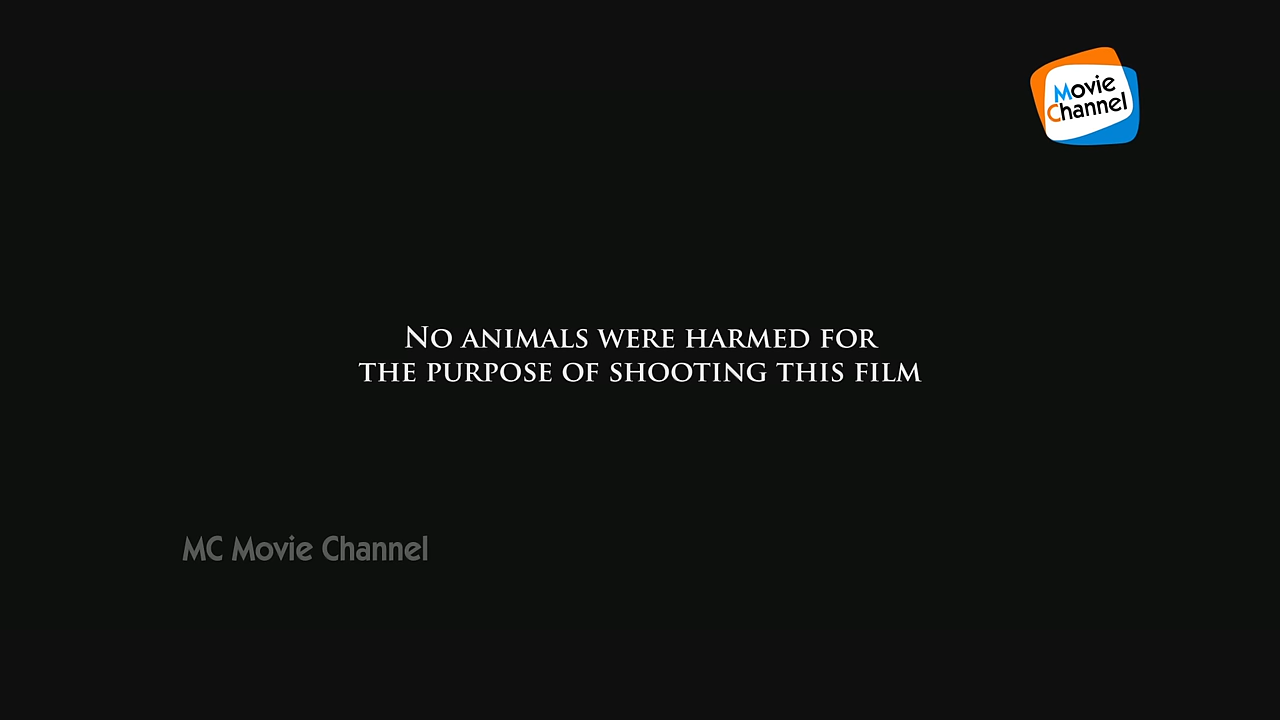 Movie
Channel
No animals were harmed for
the purpose of shooting this film
MC Movie Channel